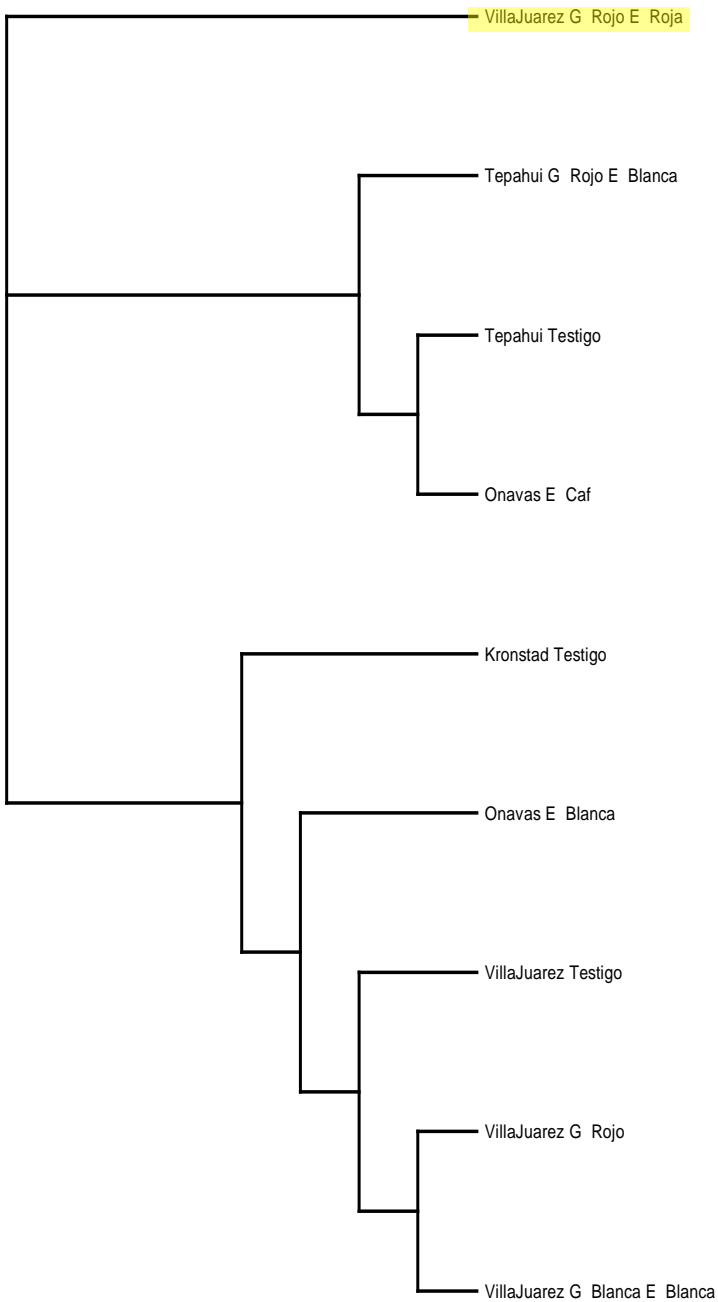 VillaJuarez G Rojo E Roja
Tepahui G Rojo E Blanca
Tepahui Testigo
Onavas E Caf
Kronstad Testigo
Onavas E Blanca
VillaJuarez Testigo
VillaJuarez G Rojo
VillaJuarez G Blanca E Blanca